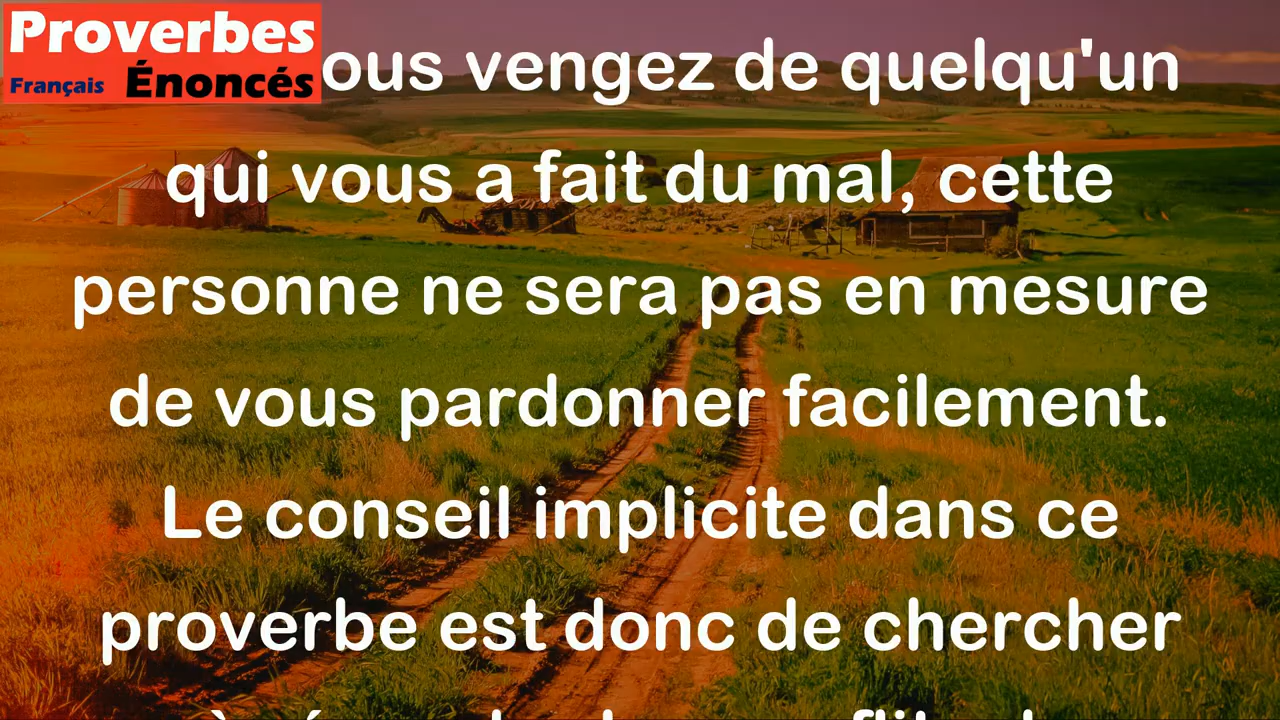 Proverbes
Français Énoncés
ous vengez de quelqu'un
qui vous a fait du mal, cette
personne ne sera pas en mesure
de vous pardonner facilement.
Le conseil implicite dans ce
proverbe est donc de chercher